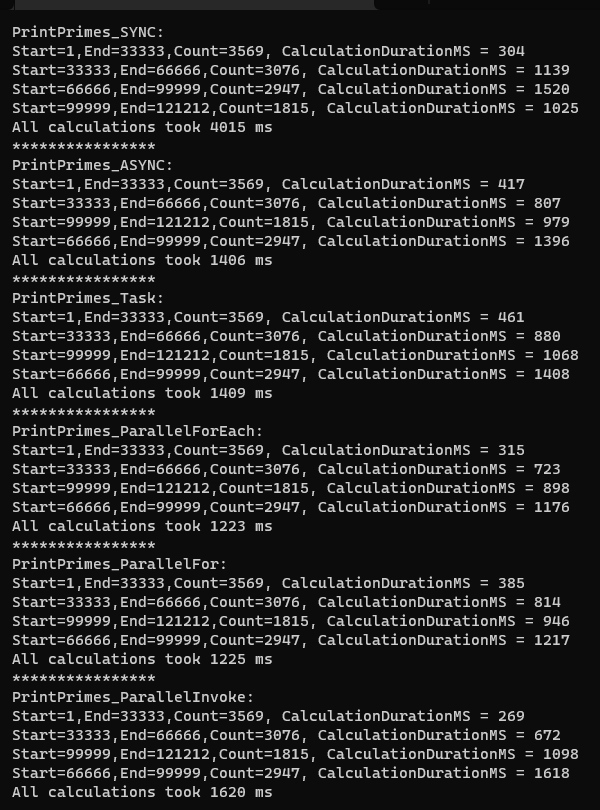 PrintPrimes_SYNC:
Start=1,End=33333,Count=3569, CalculationDurationMS = 304
Start=33333,End=66666,Count=3076, CalculationDurationMS = 1139
Start=66666,End=99999,Count=2947, CalculationDurationMS = 1520
Start=99999,End=121212,Count=1815, CalculationDurationMS = 1025
All calculations took 4015 ms
****************
PrintPrimes_ASYNC:
Start=1,End=33333,Count=3569, CalculationDurationMS = 417
Start=33333,End=66666,Count=3076, CalculationDurationMS = 807
Start=99999,End=121212,Count=1815, CalculationDurationMS = 979
Start=66666,End=99999,Count=2947, CalculationDurationMS = 1396
All calculations took 1406 ms
****************
PrintPrimes_Task:
Start=1,End=33333,Count=3569, CalculationDurationMS = 461
Start=33333,End=66666,Count=3076, CalculationDurationMS = 880
Start=99999,End=121212,Count=1815, CalculationDurationMS = 1068
Start=66666,End=99999,Count=2947, CalculationDurationMS = 1408
All calculations took 1409 ms
****************
PrintPrimes_ParallelForEach:
Start=1,End=33333,Count=3569, CalculationDurationMS = 315
Start=33333,End=66666,Count=3076, CalculationDurationMS = 723
Start=99999,End=121212,Count=1815, CalculationDurationMS = 898
Start=66666,End=99999,Count=2947, CalculationDurationMS = 1176
All calculations took 1223 ms
****************
PrintPrimes_ParallelFor:
Start=1,End=33333,Count=3569, CalculationDurationMS = 385
Start=33333,End=66666,Count=3076, CalculationDurationMS = 814
Start=99999,End=121212,Count=1815, CalculationDurationMS = 946
Start=66666,End=99999,Count=2947, CalculationDurationMS = 1217
All calculations took 1225 ms
****************
PrintPrimes_ParallelInvoke:
Start=1,End=33333,Count=3569, CalculationDurationMS = 269
Start=33333,End=66666,Count=3076, CalculationDurationMS = 672
Start=99999,End=121212,Count=1815, CalculationDurationMS = 1098
Start=66666,End=99999,Count=2947, CalculationDurationMS = 1618
All calculations took 1620 ms